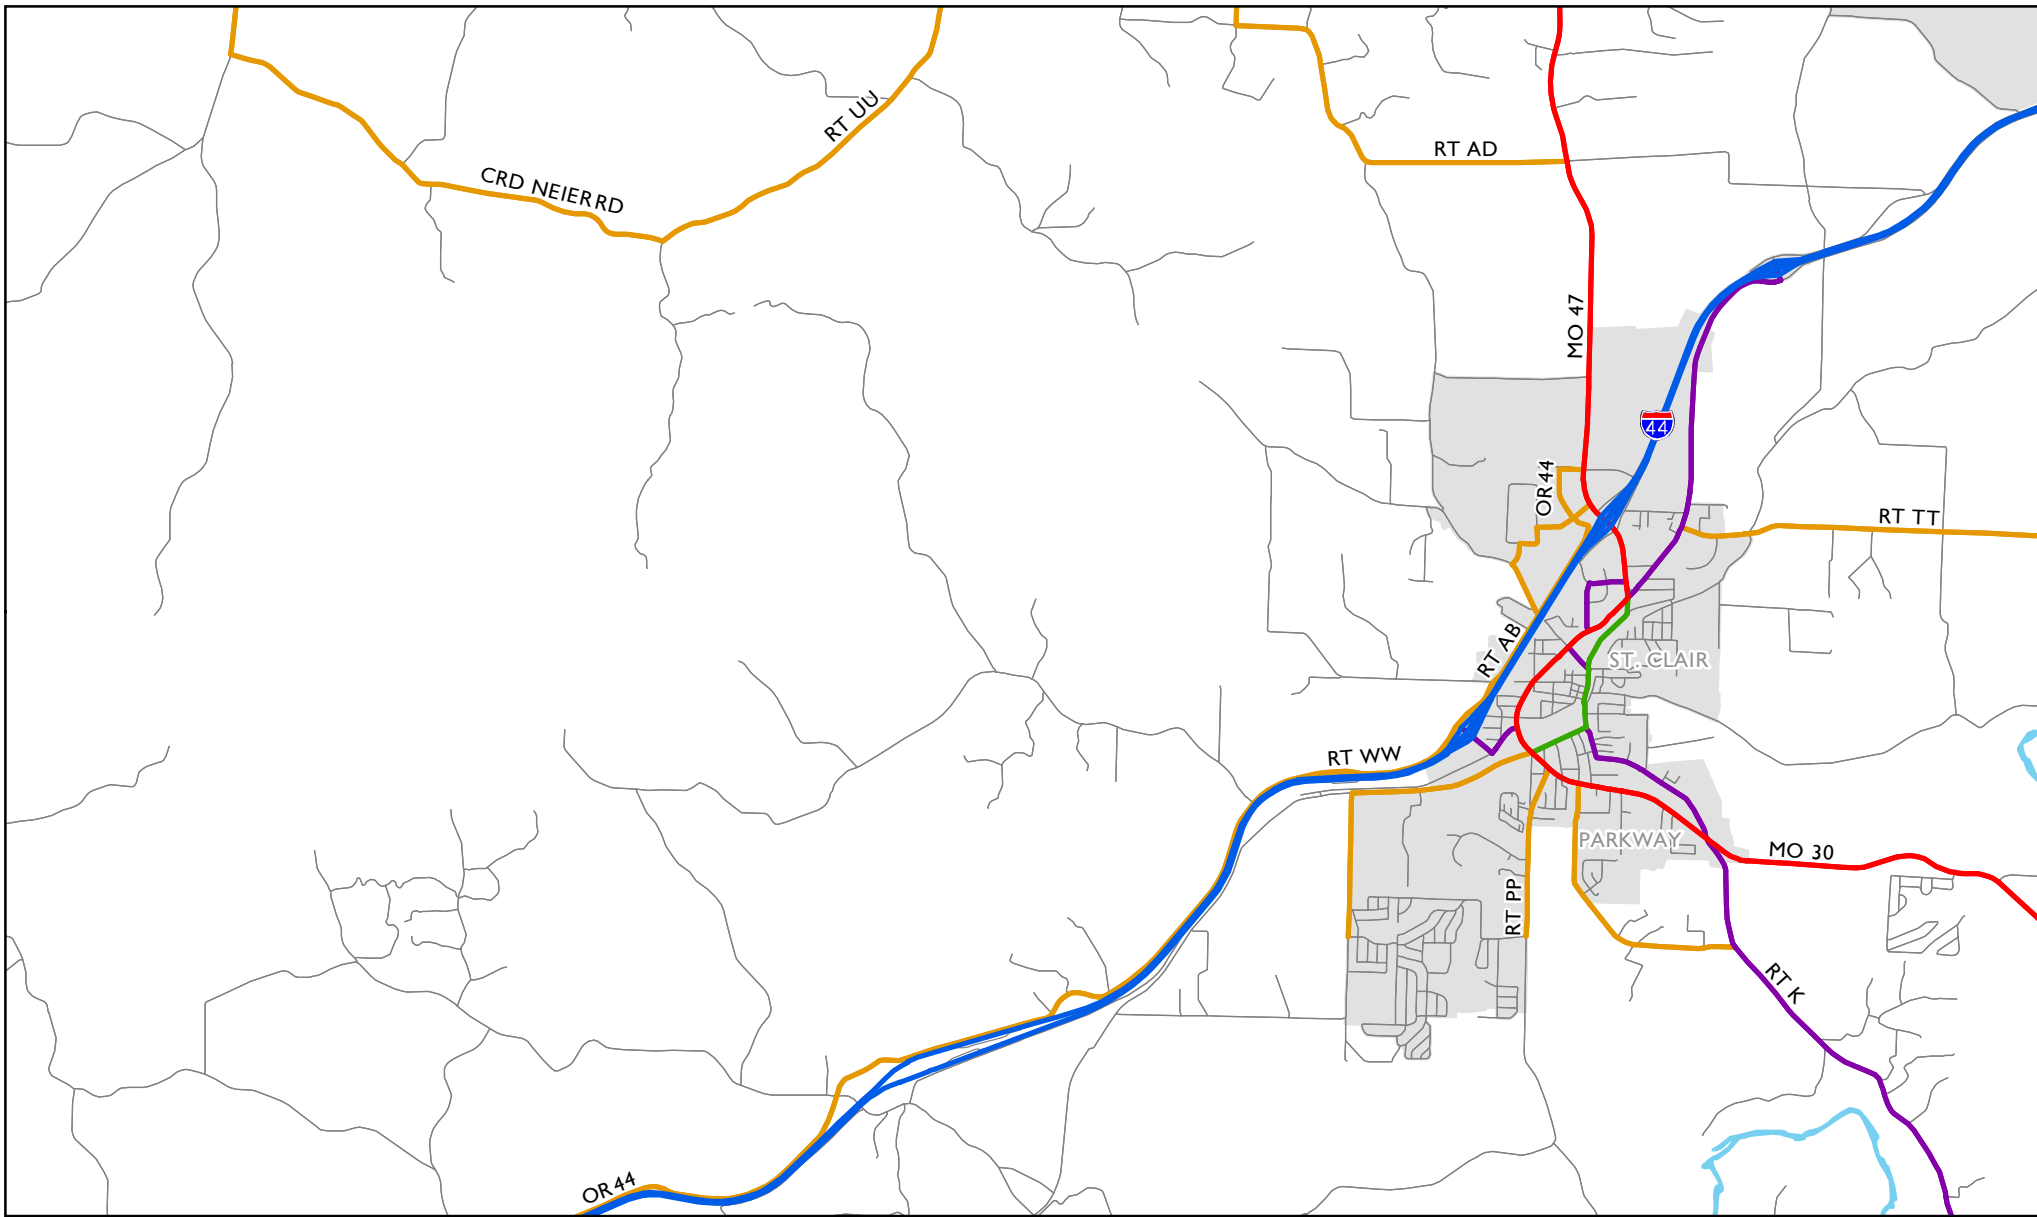 RT UU
RT AD
CRD NEIER RD
MO 47
44
OR 44
RT TT
RT AB
ST. CLAIR
RT WW
PARKWAY
MO 30
RT PP
RT K
OR 44